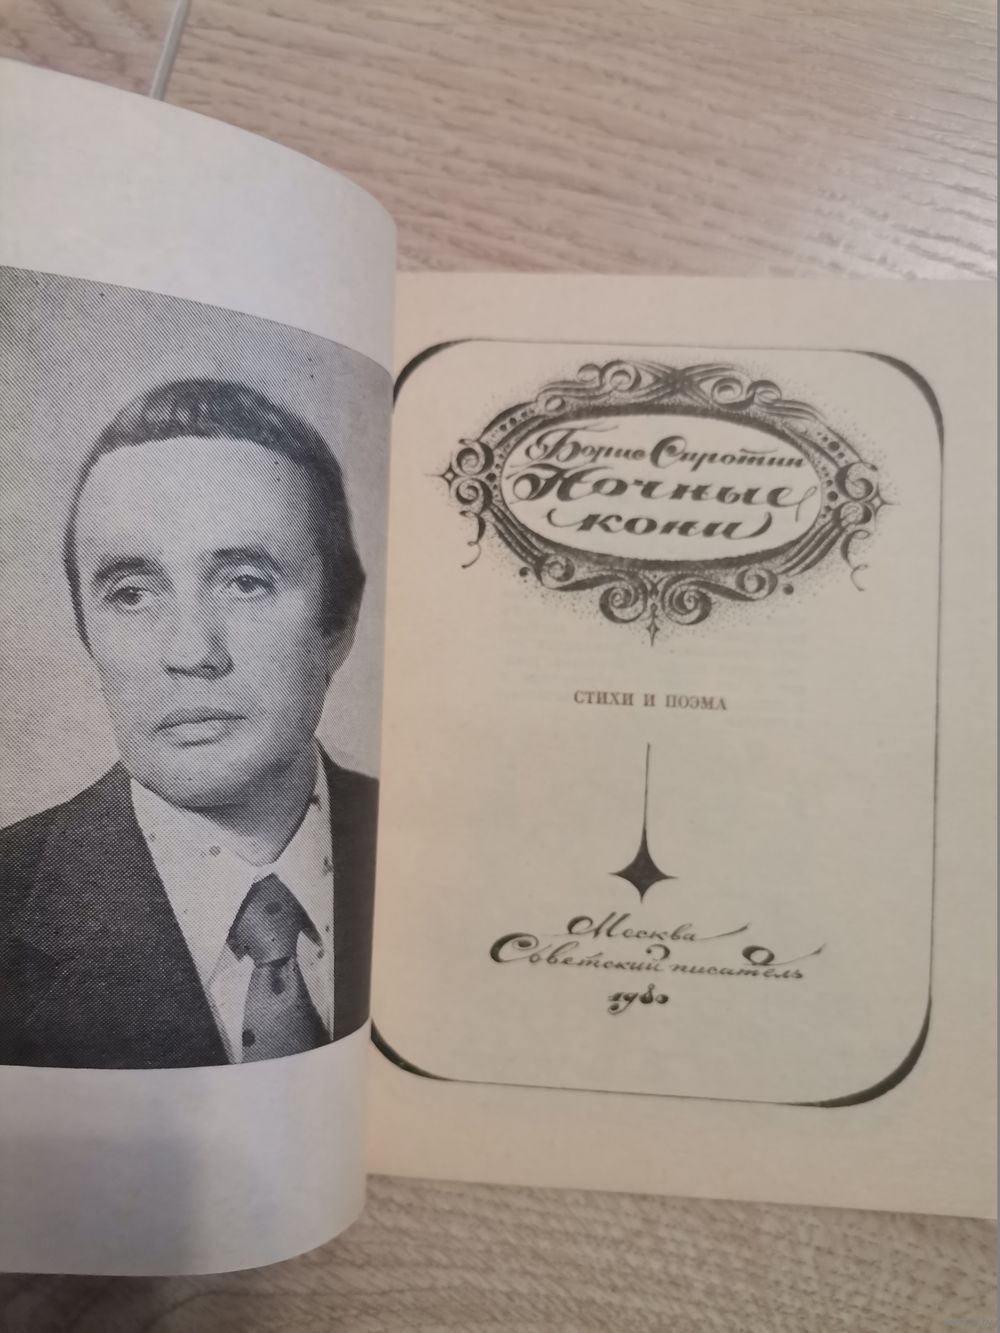 Борис Сиротин
Ночные
кони
СТИХИ И ПОЭМА
Москва
Советский писатель
1980